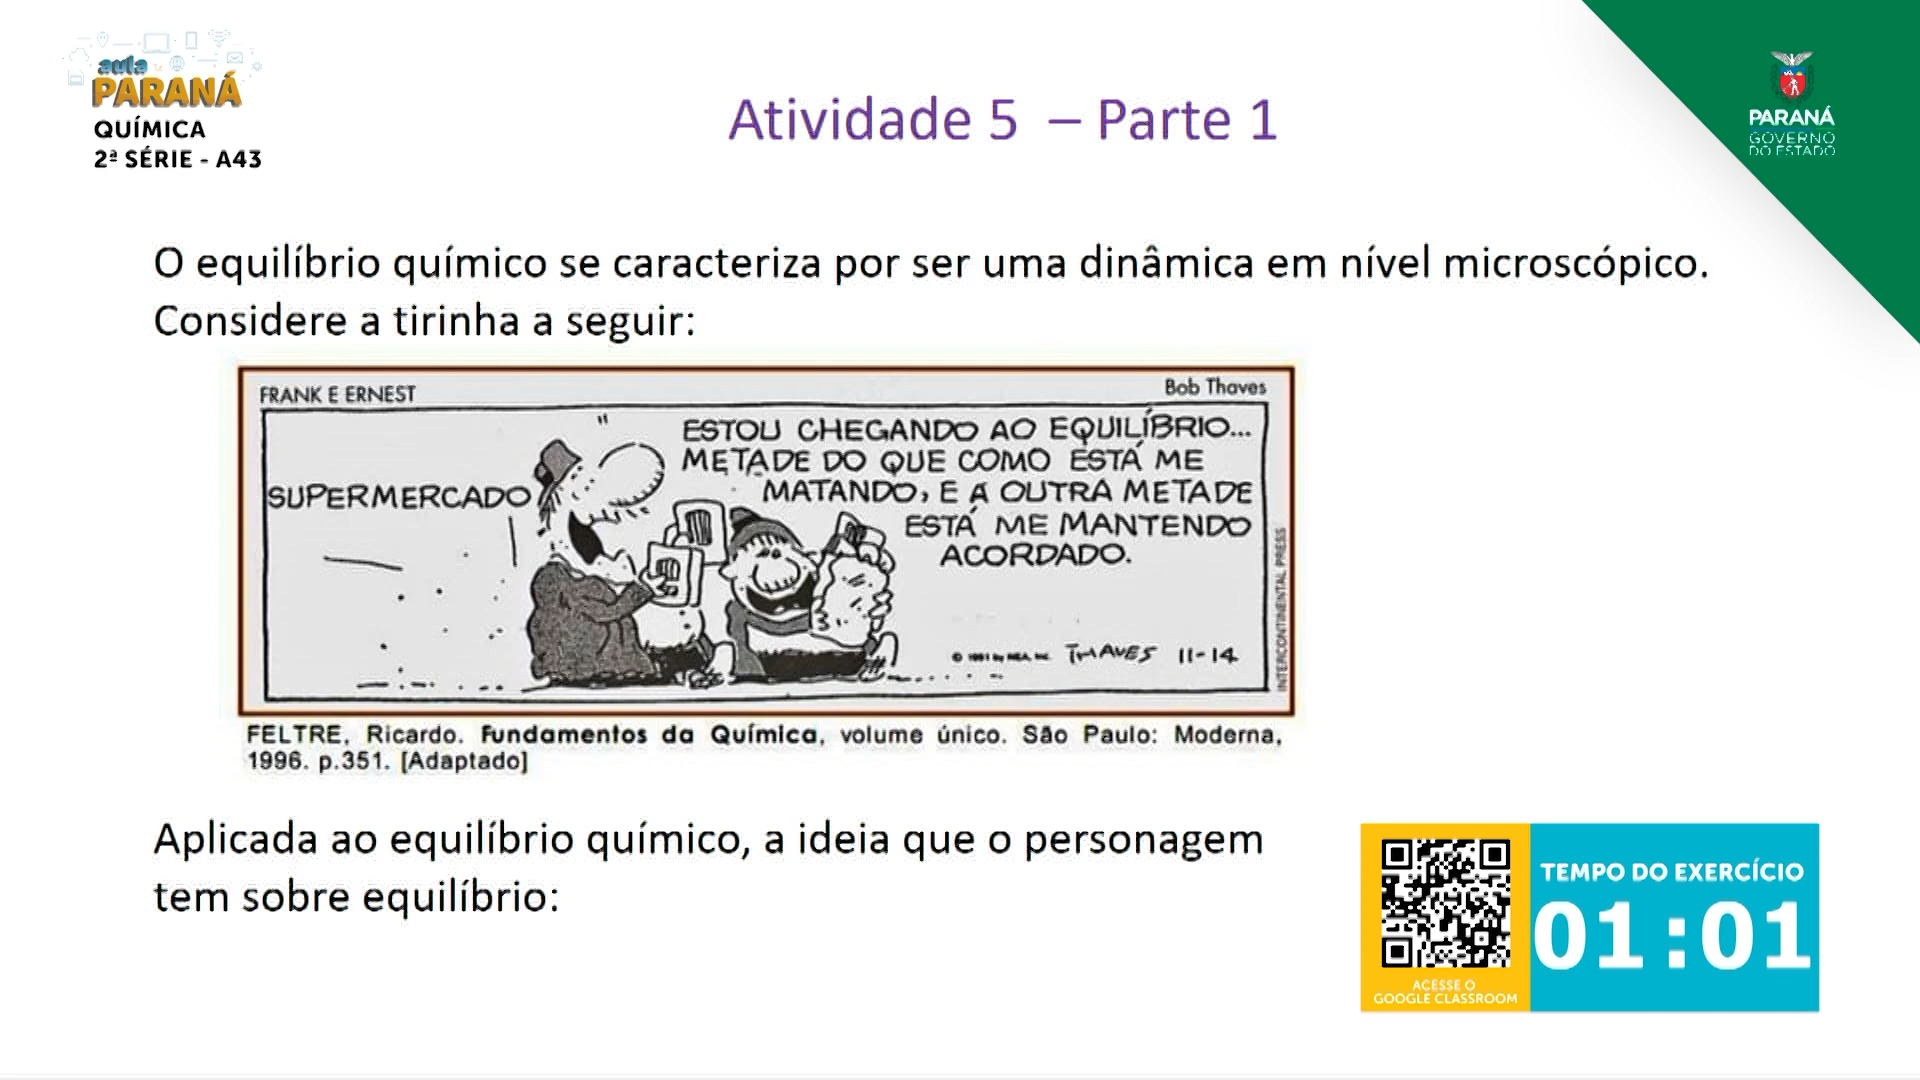 aula
PARANÁ
QUÍMICA
2ª SÉRIE - A43
Atividade 5 – Parte 1
PARANÁ
GOVERNO
DO ESTADO
O equilíbrio químico se caracteriza por ser uma dinâmica em nível microscópico.
Considere a tirinha a seguir:
FRANK E ERNEST
Bob Thaves
SUPERMERCADO
ESTOU CHEGANDO AO EQUILÍBRIO...
METADE DO QUE COMO ESTÁ ME
MATANDO, E A OUTRA METADE
ESTÁ ME MANTENDO
ACORDADO.
© 1991 by NEA, Inc. THAVES 11-14
INTERCONTINENTAL PRESS
FELTRE, Ricardo. Fundamentos da Química, volume único. São Paulo: Moderna,
1996. p.351. [Adaptado]
Aplicada ao equilíbrio químico, a ideia que o personagem
tem sobre equilíbrio:
ACESSE O
GOOGLE CLASSROOM
TEMPO DO EXERCÍCIO
01:01